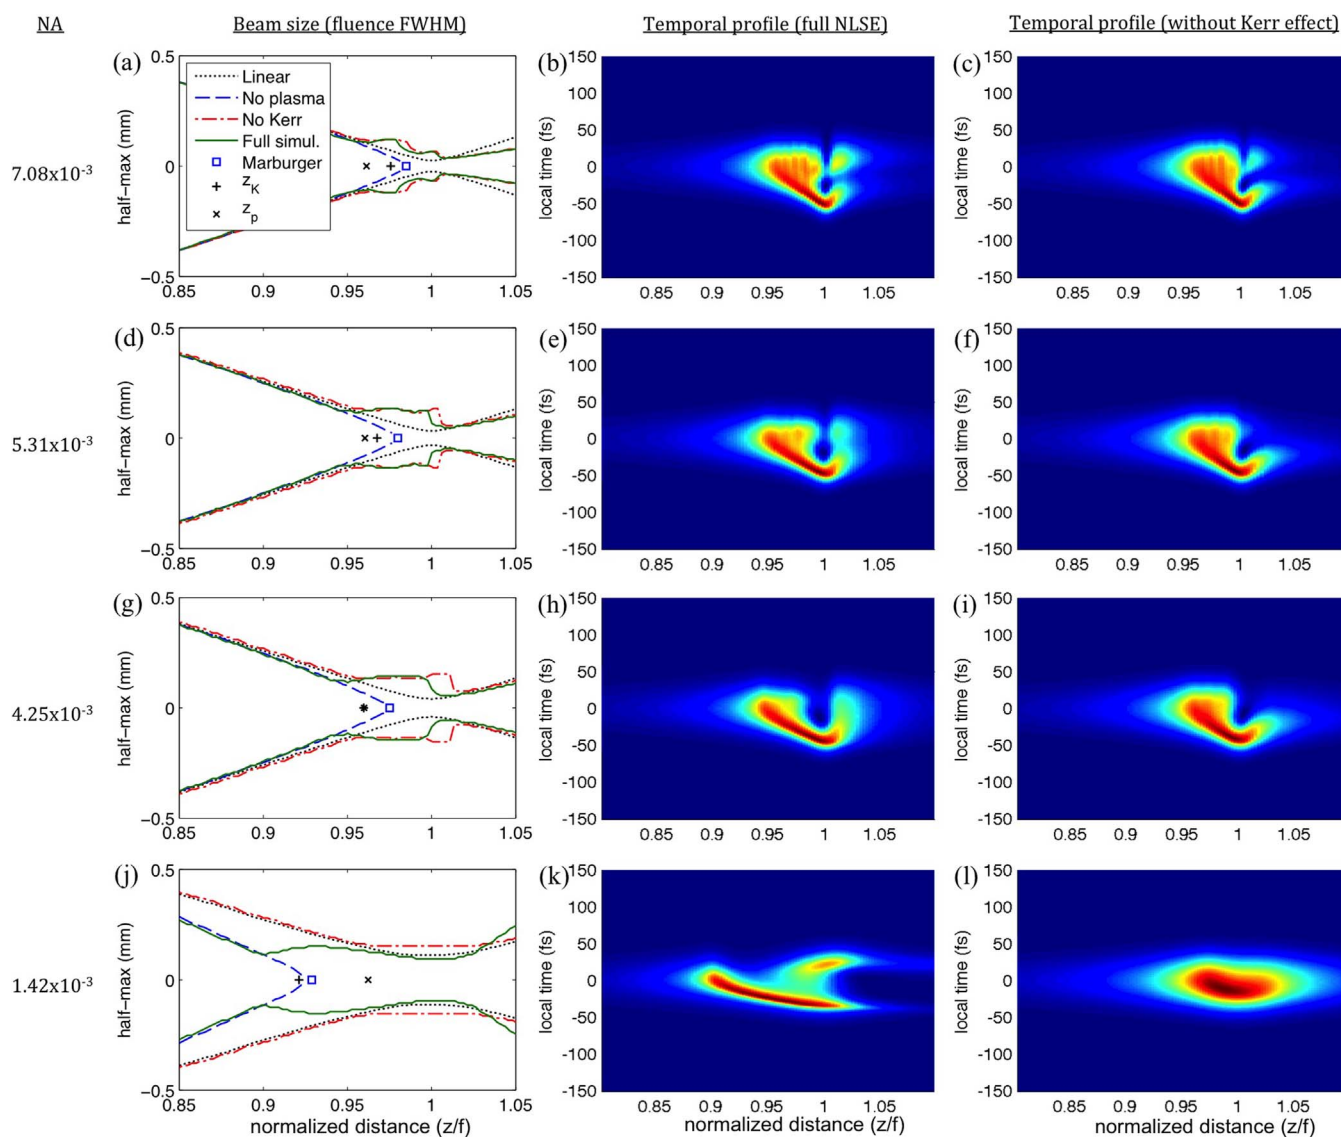 NA Beam size (fluence FWHM) Temporal profile (full NLSE) Temporal profile (without Kerr effect)
7.08x10-3
(a)
half−max (mm)
0.5
0
−0.5
0.85 0.9 0.95 1 1.05
Linear
No plasma
No Kerr
Full simul.
Marburger
zK
zp
(b)
local time (fs)
150
100
50
0
-50
-100
-150
0.85 0.9 0.95 1 1.05
(c)
local time (fs)
150
100
50
0
-50
-100
-150
0.85 0.9 0.95 1 1.05
5.31x10-3
(d)
half−max (mm)
0.5
0
−0.5
0.85 0.9 0.95 1 1.05
(e)
local time (fs)
150
100
50
0
-50
-100
-150
0.85 0.9 0.95 1 1.05
(f)
local time (fs)
150
100
50
0
-50
-100
-150
0.85 0.9 0.95 1 1.05
4.25x10-3
(g)
half−max (mm)
0.5
0
−0.5
0.85 0.9 0.95 1 1.05
(h)
local time (fs)
150
100
50
0
-50
-100
-150
0.85 0.9 0.95 1 1.05
(i)
local time (fs)
150
100
50
0
-50
-100
-150
0.85 0.9 0.95 1 1.05
1.42x10-3
(j)
half−max (mm)
0.5
0
−0.5
0.85 0.9 0.95 1 1.05
normalized distance (z/f)
(k)
local time (fs)
150
100
50
0
-50
-100
-150
0.85 0.9 0.95 1 1.05
normalized distance (z/f)
(l)
local time (fs)
150
100
50
0
-50
-100
-150
0.85 0.9 0.95 1 1.05
normalized distance (z/f)